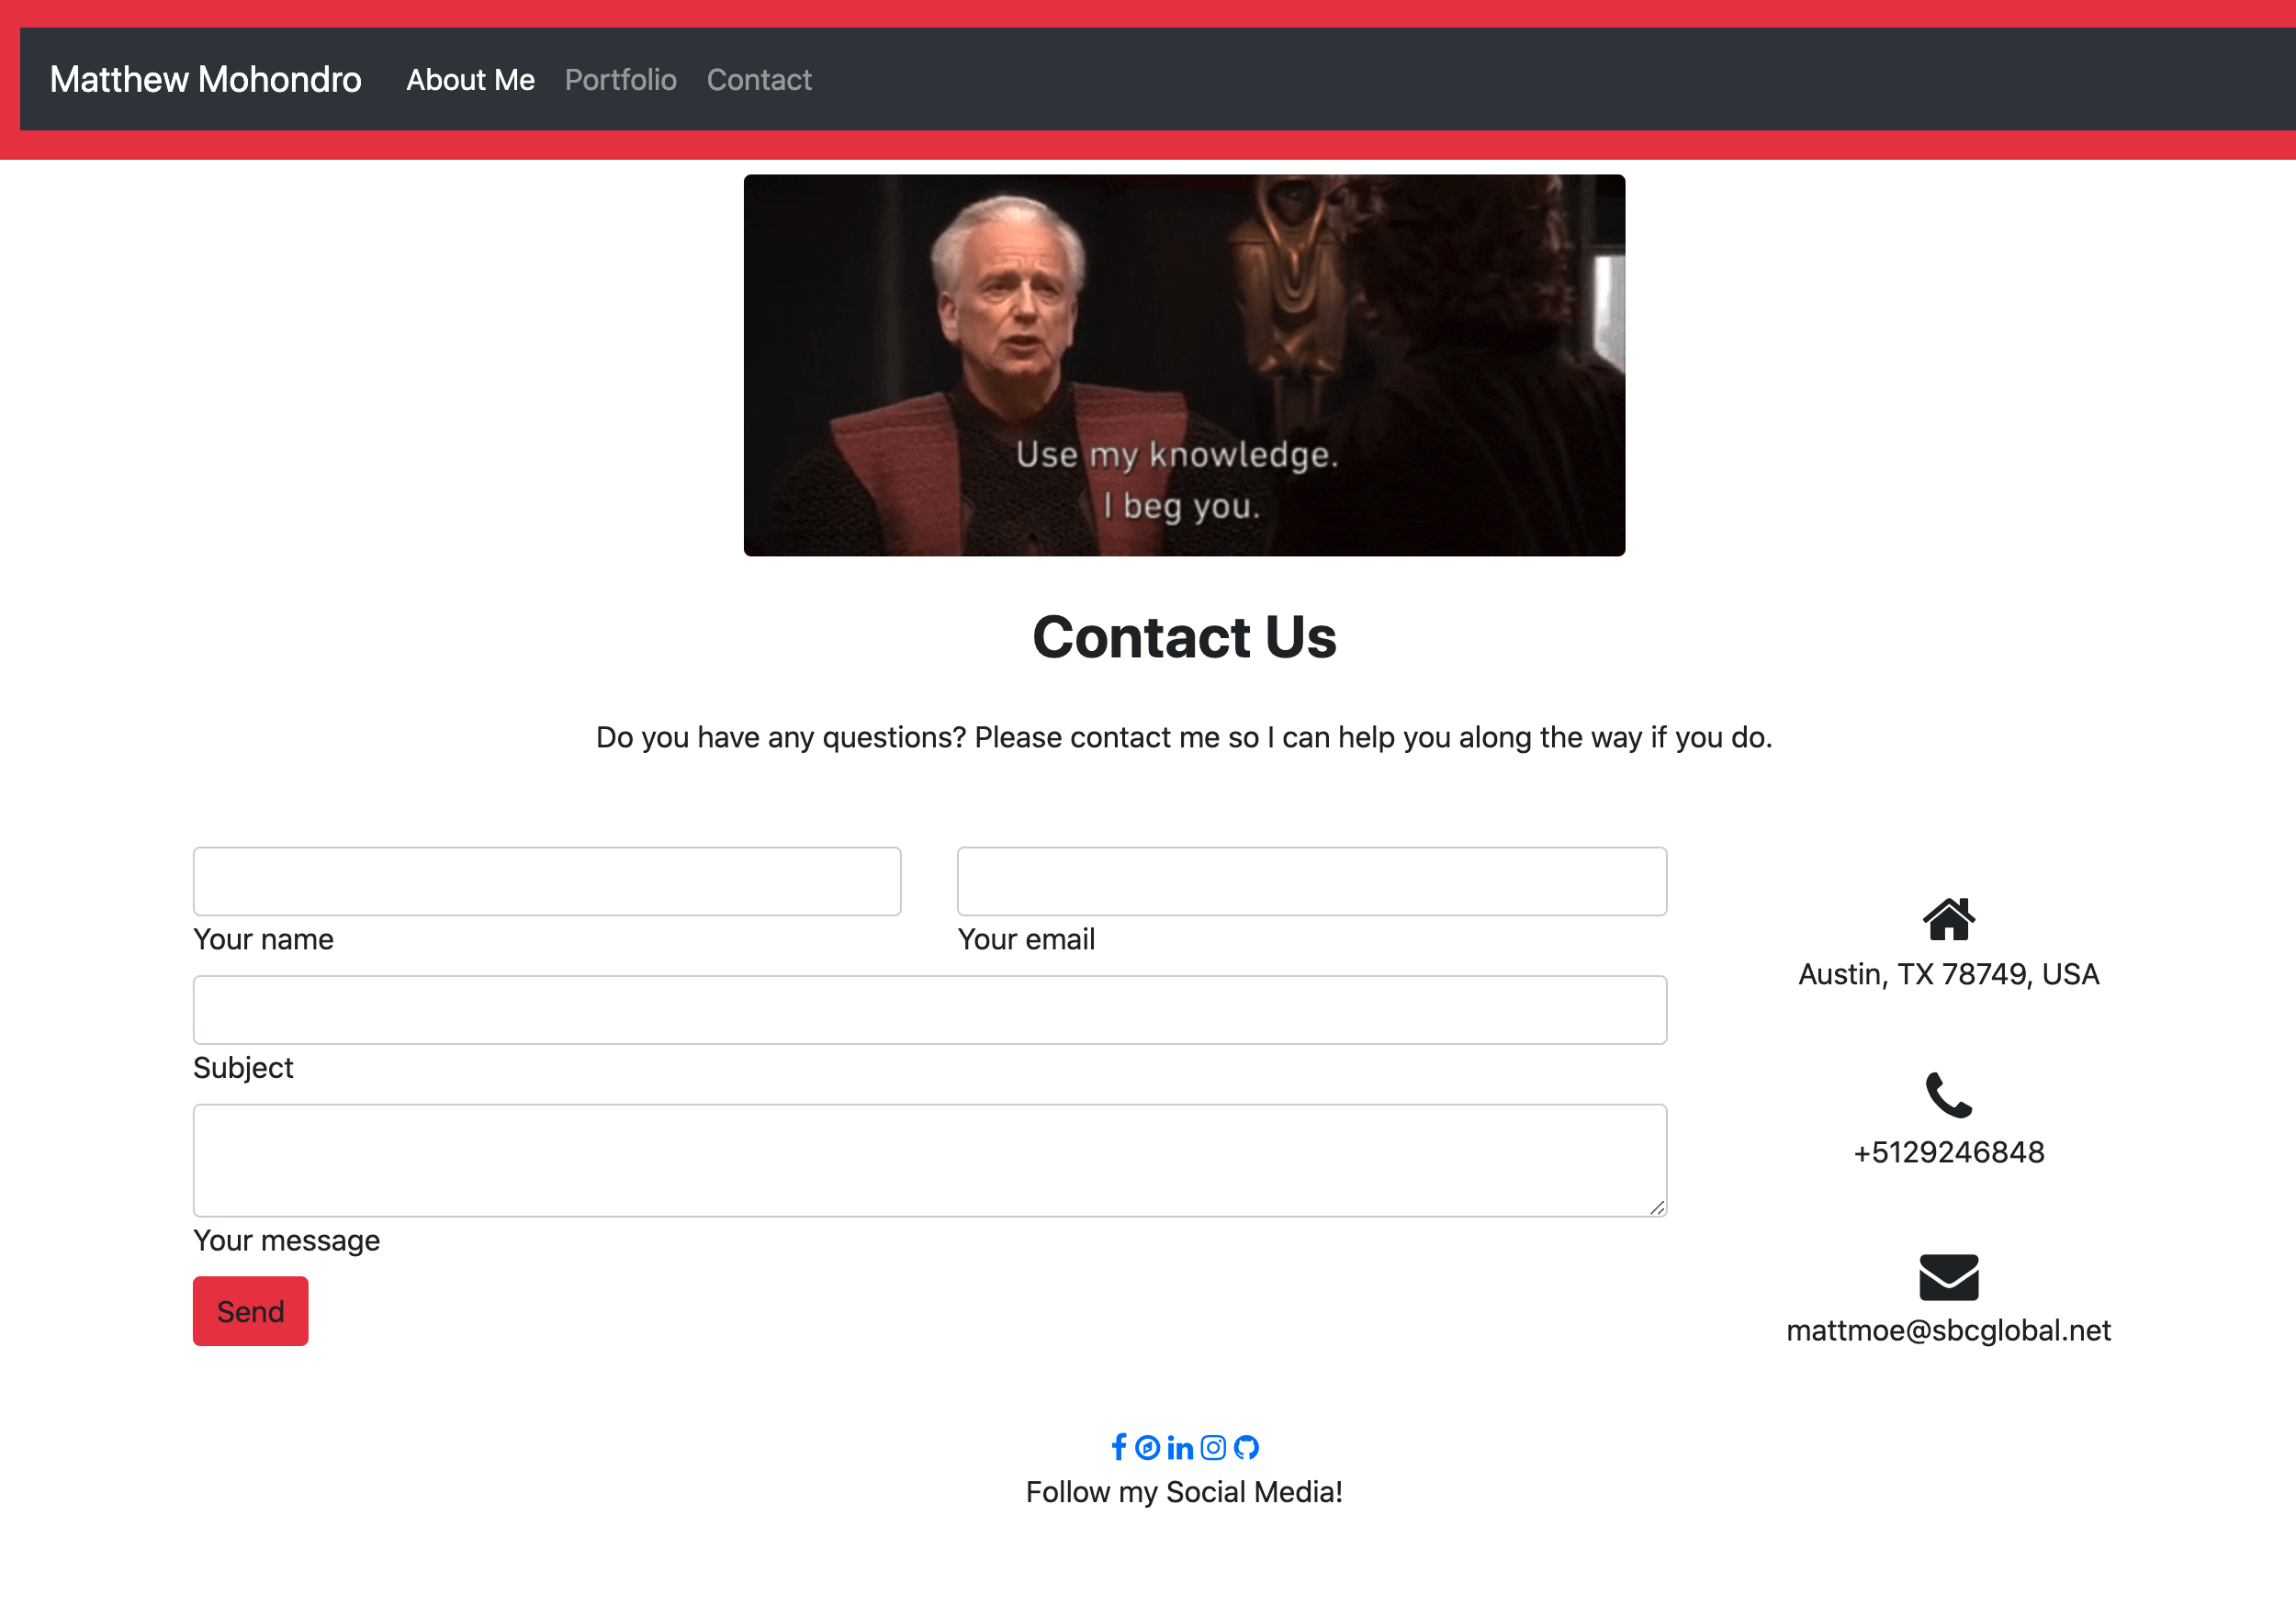 Matthew Mohondro About Me Portfolio Contact
Use my knowledge.
I beg you.
Contact Us
Do you have any questions? Please contact me so I can help you along the way if you do.
Your name
Your email
Subject
Your message
Send
Austin, TX 78749, USA
+5129246848
mattmoe@sbcglobal.net
Follow my Social Media!